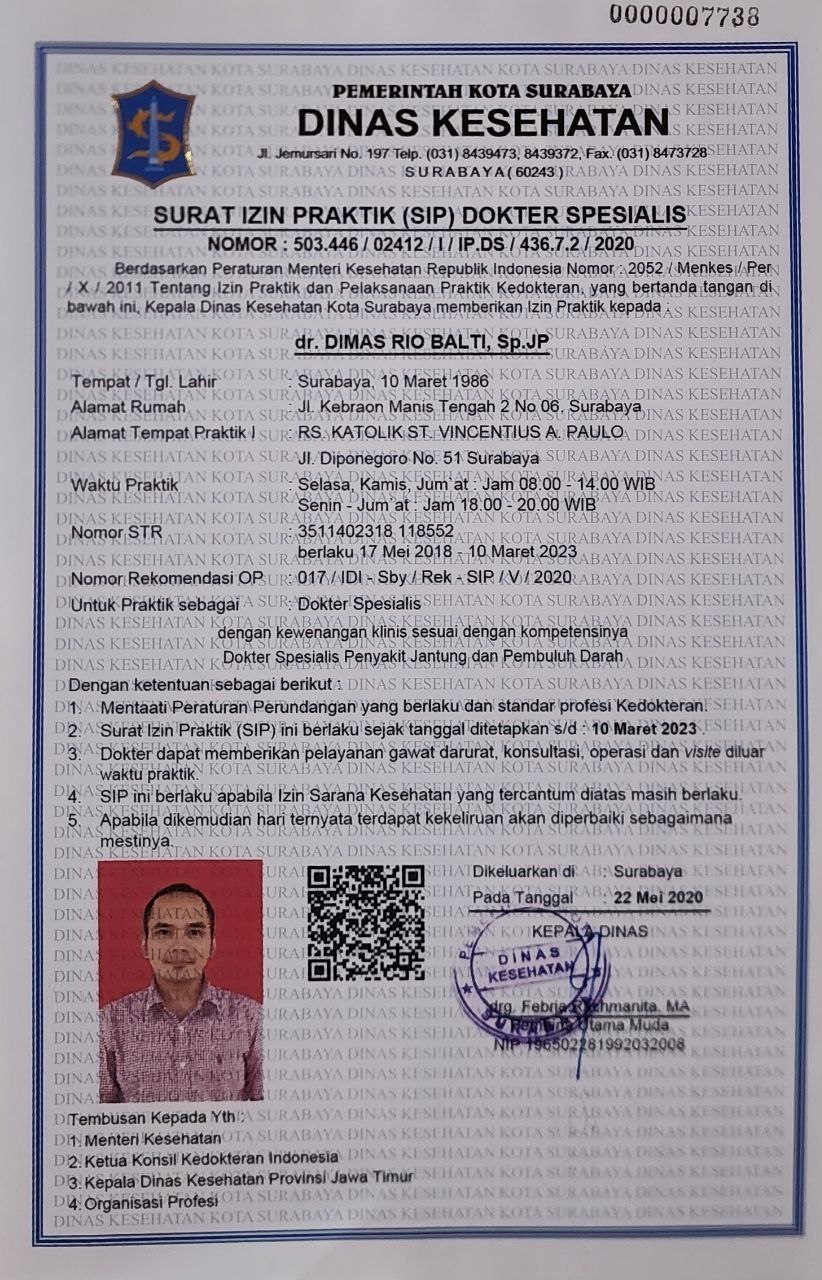 0000007738
PEMERINTAH KOTA SURABAYA
DINAS KESEHATAN
Jl. Jemursari No. 197 Telp. (031) 8439473, 8439372, Fax. (031) 8473728
SURABAYA ( 60243 )
SURAT IZIN PRAKTIK (SIP) DOKTER SPESIALIS
NOMOR : 503.446 / 02412 / I / IP.DS / 436.7.2 / 2020
Berdasarkan Peraturan Menteri Kesehatan Republik Indonesia Nomor : 2052 / Menkes / Per
/ X / 2011 Tentang Izin Praktik dan Pelaksanaan Praktik Kedokteran, yang bertanda tangan di
bawah ini, Kepala Dinas Kesehatan Kota Surabaya memberikan Izin Praktik kepada :
dr. DIMAS RIO BALTI, Sp.JP
Tempat / Tgl. Lahir : Surabaya, 10 Maret 1986
Alamat Rumah : Jl. Kebraon Manis Tengah 2 No 06, Surabaya
Alamat Tempat Praktik I : RS. KATOLIK ST. VINCENTIUS A. PAULO
Jl. Diponegoro No. 51 Surabaya
Waktu Praktik : Selasa, Kamis, Jum`at : Jam 08.00 - 14.00 WIB
Senin - Jum`at : Jam 18.00 - 20.00 WIB
Nomor STR : 3511402318 118552
berlaku 17 Mei 2018 - 10 Maret 2023
Nomor Rekomendasi OP : 017 / IDI - Sby / Rek - SIP / V / 2020
Untuk Praktik sebagai : Dokter Spesialis
dengan kewenangan klinis sesuai dengan kompetensinya
Dokter Spesialis Penyakit Jantung dan Pembuluh Darah
Dengan ketentuan sebagai berikut :
1. Mentaati Peraturan Perundangan yang berlaku dan standar profesi Kedokteran.
2. Surat Izin Praktik (SIP) ini berlaku sejak tanggal ditetapkan s/d : 10 Maret 2023 .
3. Dokter dapat memberikan pelayanan gawat darurat, konsultasi, operasi dan visite diluar
waktu praktik.
4. SIP ini berlaku apabila Izin Sarana Kesehatan yang tercantum diatas masih berlaku.
5. Apabila dikemudian hari ternyata terdapat kekeliruan akan diperbaiki sebagaimana
mestinya.
Dikeluarkan di : Surabaya
Pada Tanggal : 22 Mei 2020
KEPALA DINAS
DINAS
KESEHATAN
SURABAYA
drg. Febria Rachmanita, MA
Pembina Utama Muda
NIP 196502281992032008
Tembusan Kepada Yth :
1. Menteri Kesehatan
2. Ketua Konsil Kedokteran Indonesia
3. Kepala Dinas Kesehatan Provinsi Jawa Timur
4. Organisasi Profesi